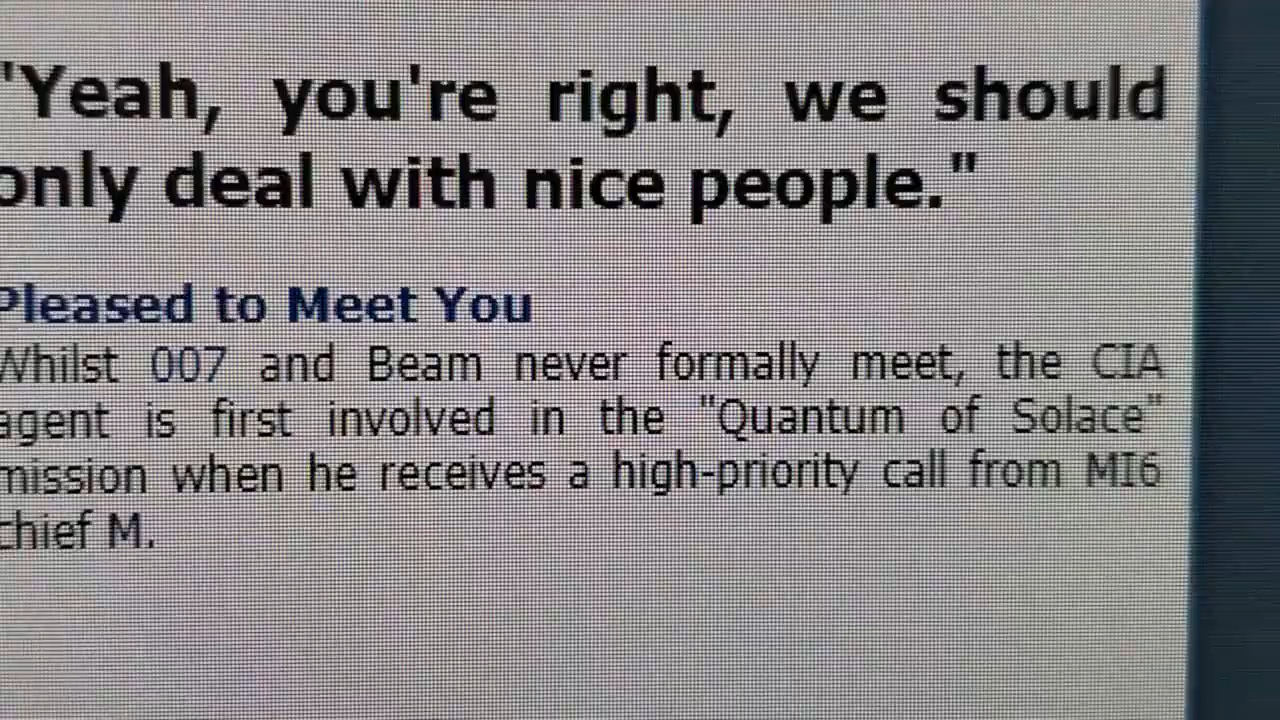 "Yeah, you're right, we should
only deal with nice people."
Pleased to Meet You
Whilst 007 and Beam never formally meet, the CIA
agent is first involved in the "Quantum of Solace"
mission when he receives a high-priority call from MI6
chief M.